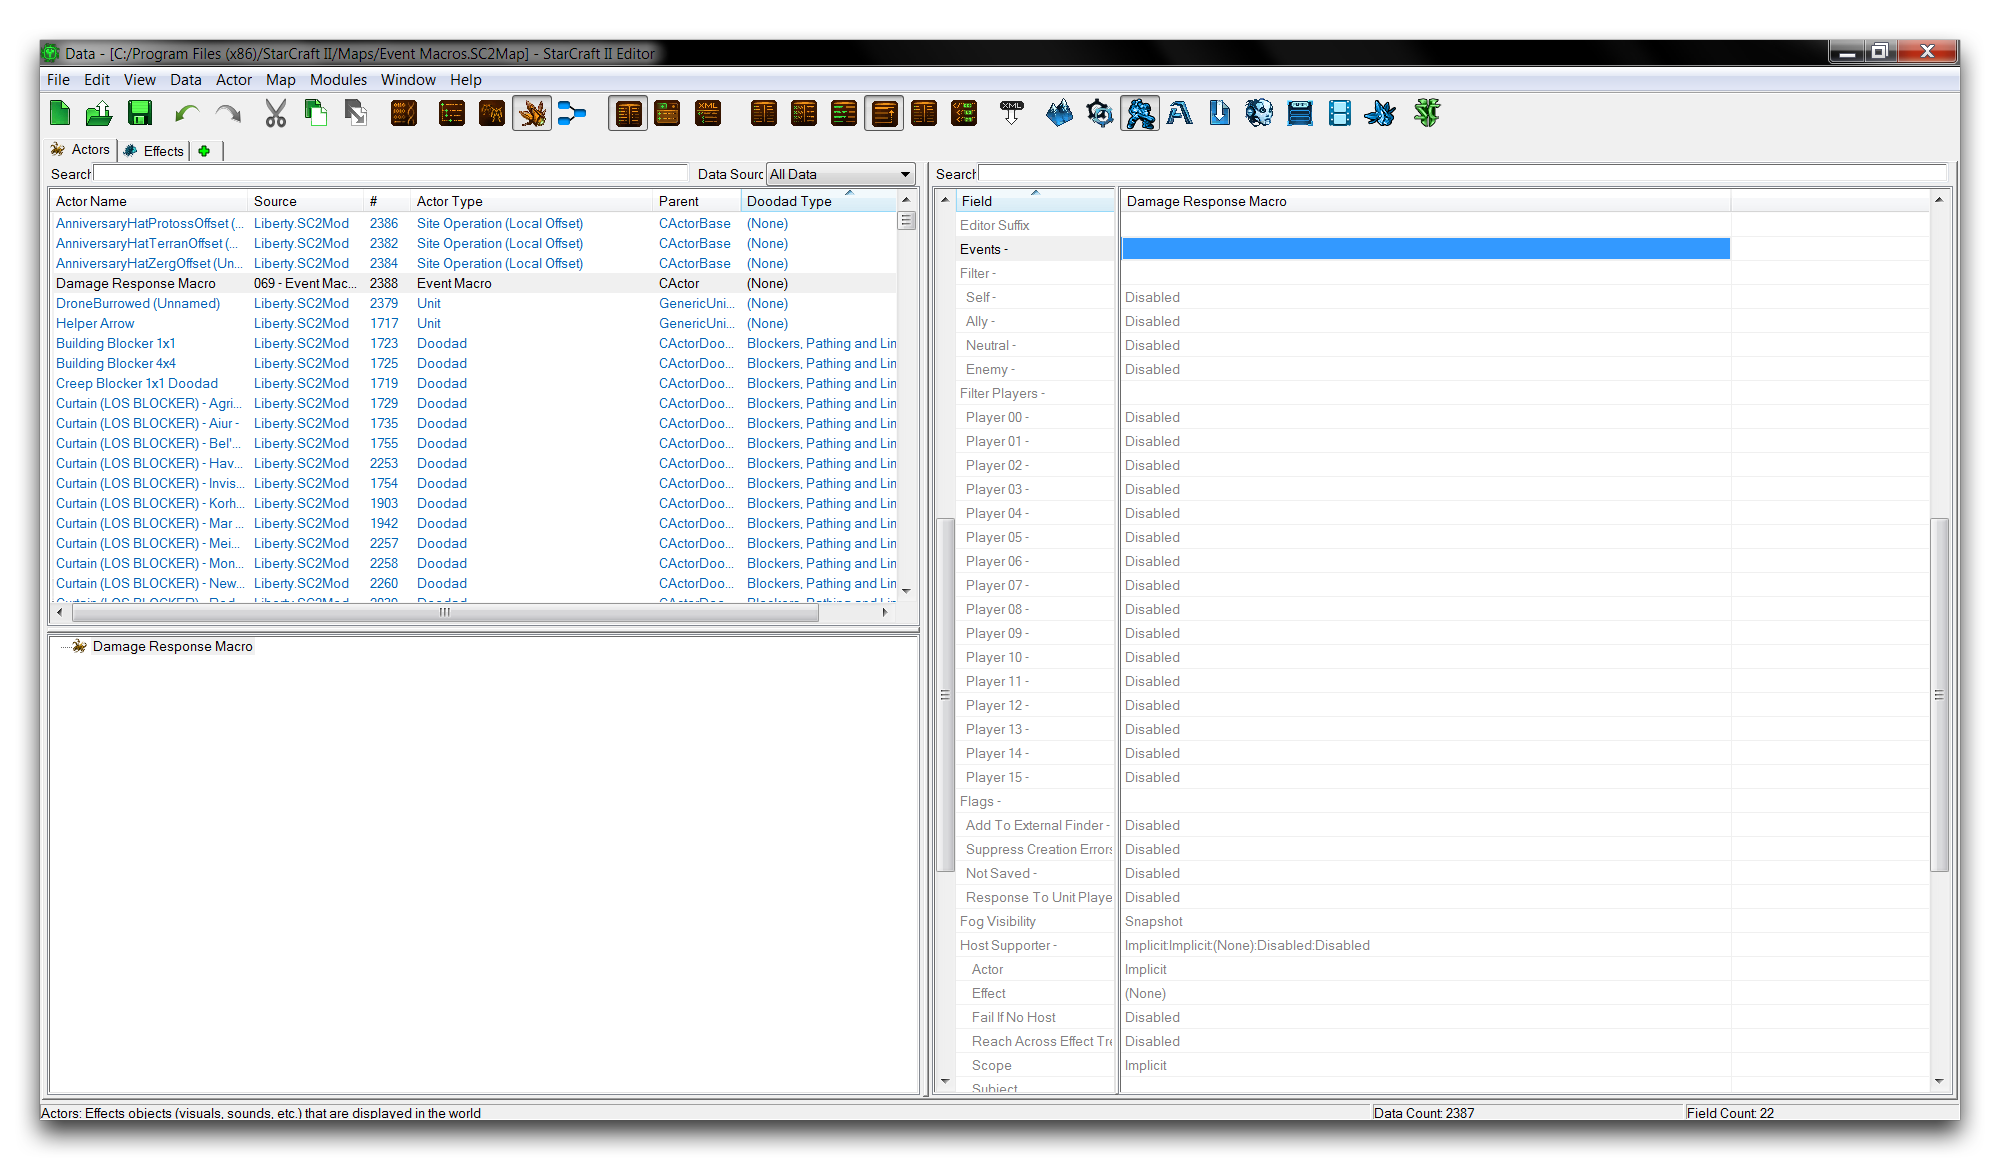 Data - [C:/Program Files (x86)/StarCraft II/Maps/Event Macros.SC2Map] - StarCraft II Editor
File Edit View Data Actor Map Modules Window Help
XML
XML
Actors Effects
Search Data Sourc All Data
Actor Name Source # Actor Type Parent Doodad Type
AnniversaryHatProtossOffset (... Liberty.SC2Mod 2386 Site Operation (Local Offset) CActorBase (None)
AnniversaryHatTerranOffset (... Liberty.SC2Mod 2382 Site Operation (Local Offset) CActorBase (None)
AnniversaryHatZergOffset (Un... Liberty.SC2Mod 2384 Site Operation (Local Offset) CActorBase (None)
Damage Response Macro 069 - Event Mac... 2388 Event Macro CActor (None)
DroneBurrowed (Unnamed) Liberty.SC2Mod 2379 Unit GenericUni... (None)
Helper Arrow Liberty.SC2Mod 1717 Unit GenericUni... (None)
Building Blocker 1x1 Liberty.SC2Mod 1723 Doodad CActorDoo... Blockers, Pathing and Lin
Building Blocker 4x4 Liberty.SC2Mod 1725 Doodad CActorDoo... Blockers, Pathing and Lin
Creep Blocker 1x1 Doodad Liberty.SC2Mod 1719 Doodad CActorDoo... Blockers, Pathing and Lin
Curtain (LOS BLOCKER) - Agri... Liberty.SC2Mod 1729 Doodad CActorDoo... Blockers, Pathing and Lin
Curtain (LOS BLOCKER) - Aiur - Liberty.SC2Mod 1735 Doodad CActorDoo... Blockers, Pathing and Lin
Curtain (LOS BLOCKER) - Bel'... Liberty.SC2Mod 1755 Doodad CActorDoo... Blockers, Pathing and Lin
Curtain (LOS BLOCKER) - Hav... Liberty.SC2Mod 2253 Doodad CActorDoo... Blockers, Pathing and Lin
Curtain (LOS BLOCKER) - Invis... Liberty.SC2Mod 1754 Doodad CActorDoo... Blockers, Pathing and Lin
Curtain (LOS BLOCKER) - Korh... Liberty.SC2Mod 1903 Doodad CActorDoo... Blockers, Pathing and Lin
Curtain (LOS BLOCKER) - Mar ... Liberty.SC2Mod 1942 Doodad CActorDoo... Blockers, Pathing and Lin
Curtain (LOS BLOCKER) - Mei... Liberty.SC2Mod 2257 Doodad CActorDoo... Blockers, Pathing and Lin
Curtain (LOS BLOCKER) - Mon... Liberty.SC2Mod 2258 Doodad CActorDoo... Blockers, Pathing and Lin
Curtain (LOS BLOCKER) - New... Liberty.SC2Mod 2260 Doodad CActorDoo... Blockers, Pathing and Lin
Damage Response Macro
Search
Field Damage Response Macro
Editor Suffix
Events -
Filter -
Self - Disabled
Ally - Disabled
Neutral - Disabled
Enemy - Disabled
Filter Players -
Player 00 - Disabled
Player 01 - Disabled
Player 02 - Disabled
Player 03 - Disabled
Player 04 - Disabled
Player 05 - Disabled
Player 06 - Disabled
Player 07 - Disabled
Player 08 - Disabled
Player 09 - Disabled
Player 10 - Disabled
Player 11 - Disabled
Player 12 - Disabled
Player 13 - Disabled
Player 14 - Disabled
Player 15 - Disabled
Flags -
Add To External Finder - Disabled
Suppress Creation Errors Disabled
Not Saved - Disabled
Response To Unit Playe Disabled
Fog Visibility Snapshot
Host Supporter - Implicit:Implicit:(None):Disabled:Disabled
Actor Implicit
Effect (None)
Fail If No Host Disabled
Reach Across Effect Tre Disabled
Scope Implicit
Subject
Actors: Effects objects (visuals, sounds, etc.) that are displayed in the world Data Count: 2387 Field Count: 22